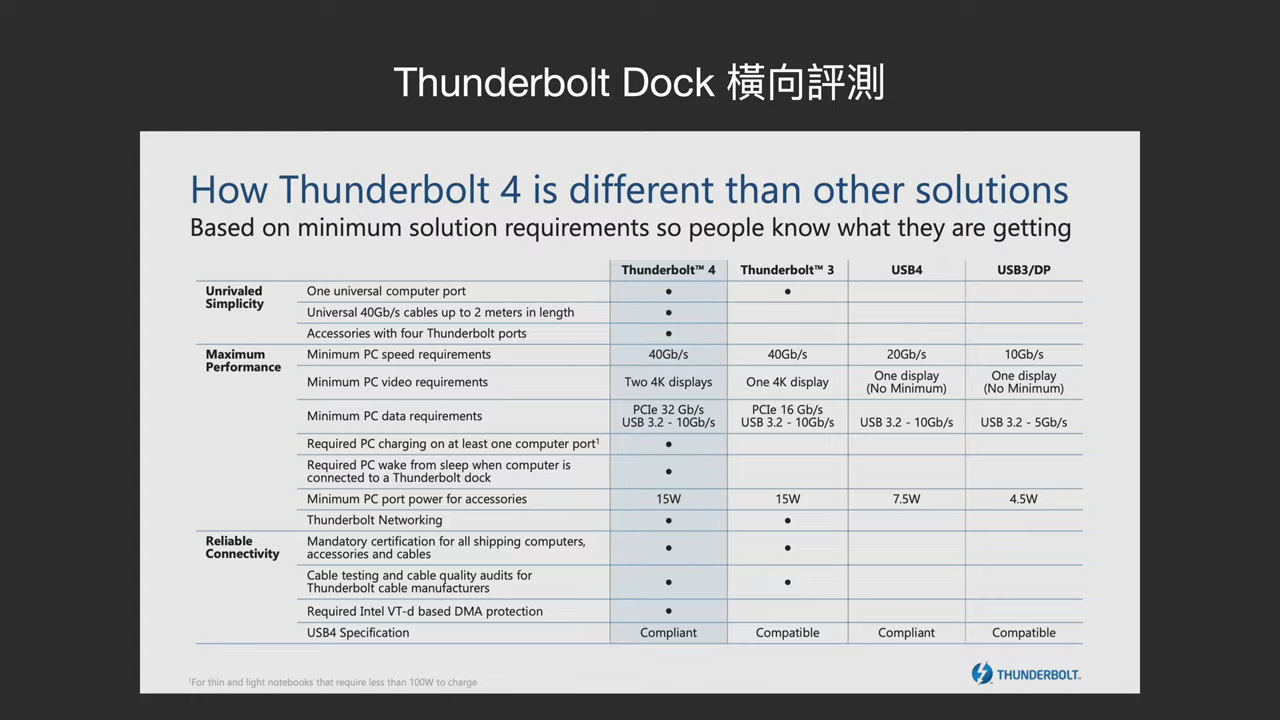 Thunderbolt Dock 橫向評測
How Thunderbolt 4 is different than other solutions
Based on minimum solution requirements so people know what they are getting
Thunderbolt™ 4 Thunderbolt™ 3 USB4 USB3/DP
Unrivaled Simplicity One universal computer port ● ●
Universal 40Gb/s cables up to 2 meters in length ●
Accessories with four Thunderbolt ports ●
Maximum Performance Minimum PC speed requirements 40Gb/s 40Gb/s 20Gb/s 10Gb/s
Minimum PC video requirements Two 4K displays One 4K display One display (No Minimum) One display (No Minimum)
Minimum PC data requirements PCIe 32 Gb/s USB 3.2 - 10Gb/s PCIe 16 Gb/s USB 3.2 - 10Gb/s USB 3.2 - 10Gb/s USB 3.2 - 5Gb/s
Required PC charging on at least one computer port¹ ●
Required PC wake from sleep when computer is connected to a Thunderbolt dock ●
Minimum PC port power for accessories 15W 15W 7.5W 4.5W
Thunderbolt Networking ● ●
Reliable Connectivity Mandatory certification for all shipping computers, accessories and cables ● ●
Cable testing and cable quality audits for Thunderbolt cable manufacturers ● ●
Required Intel VT-d based DMA protection ●
USB4 Specification Compliant Compatible Compliant Compatible
THUNDERBOLT™
¹For thin and light notebooks that require less than 100W to charge